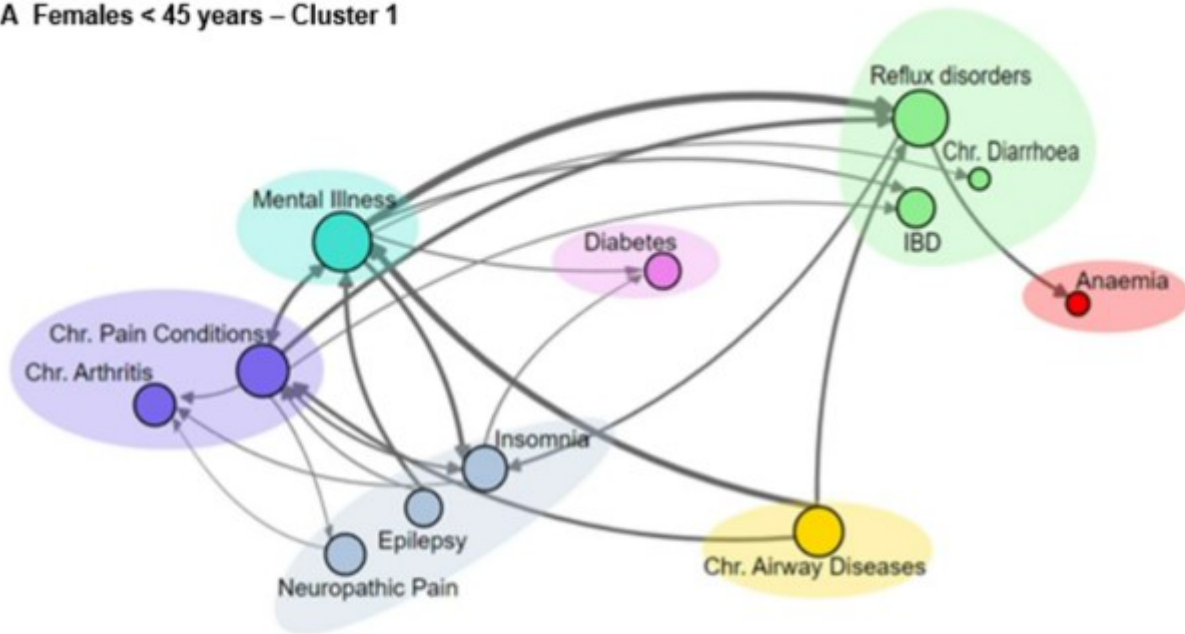 A Females < 45 years – Cluster 1
Reflux disorders
Chr. Diarrhoea
Mental Illness
IBD
Diabetes
Anaemia
Chr. Pain Conditions
Chr. Arthritis
Insomnia
Epilepsy
Chr. Airway Diseases
Neuropathic Pain